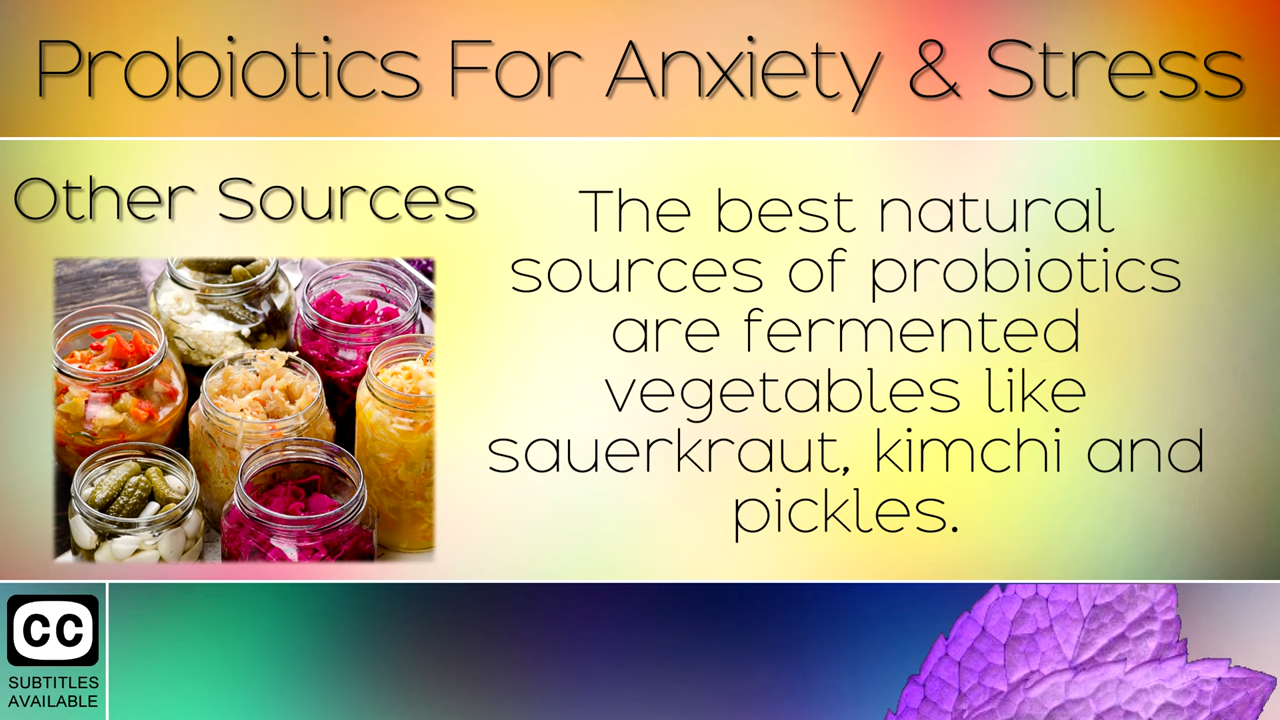 Probiotics For Anxiety & Stress
Other Sources
The best natural
sources of probiotics
are fermented
vegetables like
sauerkraut, kimchi and
pickles.
CC
SUBTITLES
AVAILABLE